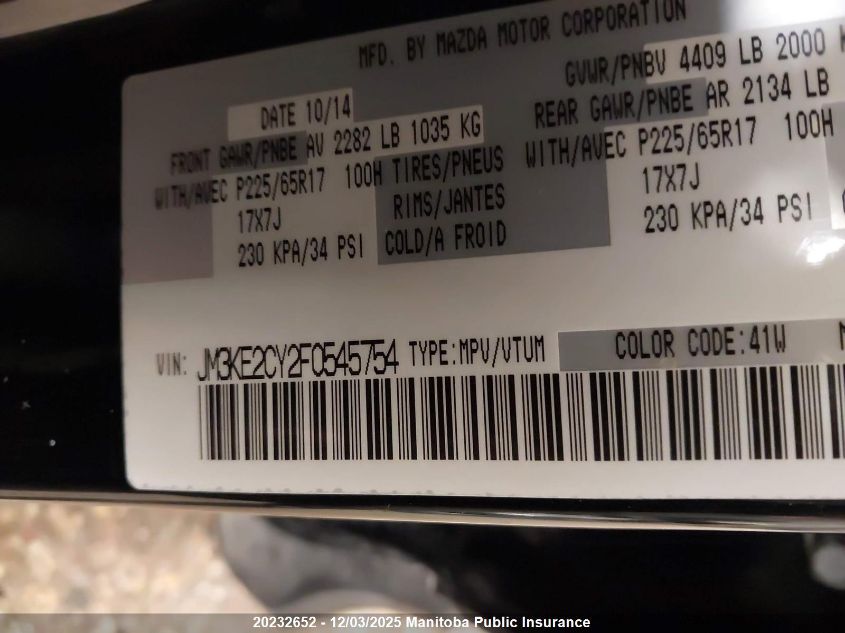 MFD. BY MAZDA MOTOR CORPORATION
DATE 10/14
GVWR/PNBV 4409 LB 2000 K
FRONT GAWR/PNBE AV 2282 LB 1035 KG
REAR GAWR/PNBE AR 2134 LB
WITH/AVEC P225/65R17 100H TIRES/PNEUS WITH/AVEC P225/65R17 100H
17X7J RIMS/JANTES 17X7J
230 KPA/34 PSI COLD/A FROID 230 KPA/34 PSI
VIN: JM3KE2CY2F0545754 TYPE:MPV/VTUM COLOR CODE:41W
20232652 - 12/03/2025 Manitoba Public Insurance